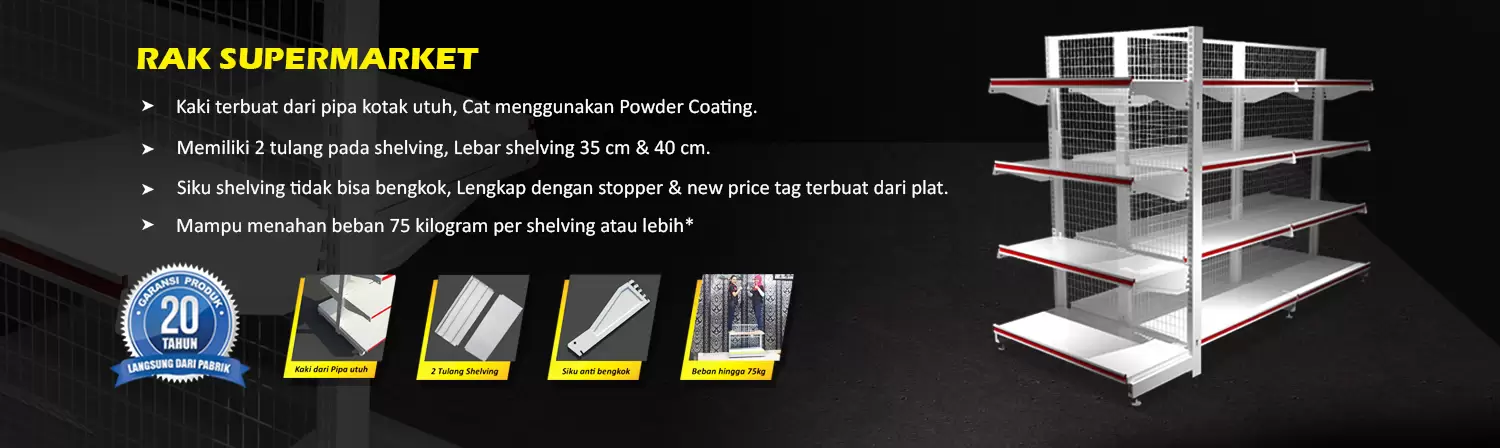 RAK SUPERMARKET
Kaki terbuat dari pipa kotak utuh, Cat menggunakan Powder Coating.
Memiliki 2 tulang pada shelving, Lebar shelving 35 cm & 40 cm.
Siku shelving tidak bisa bengkok, Lengkap dengan stopper & new price tag terbuat dari plat.
Mampu menahan beban 75 kilogram per shelving atau lebih*
GARANSI PRODUK
20
TAHUN
LANGSUNG DARI PABRIK
Kaki dari Pipa utuh
2 Tulang Shelving
Siku anti bengkok
Beban hingga 75kg